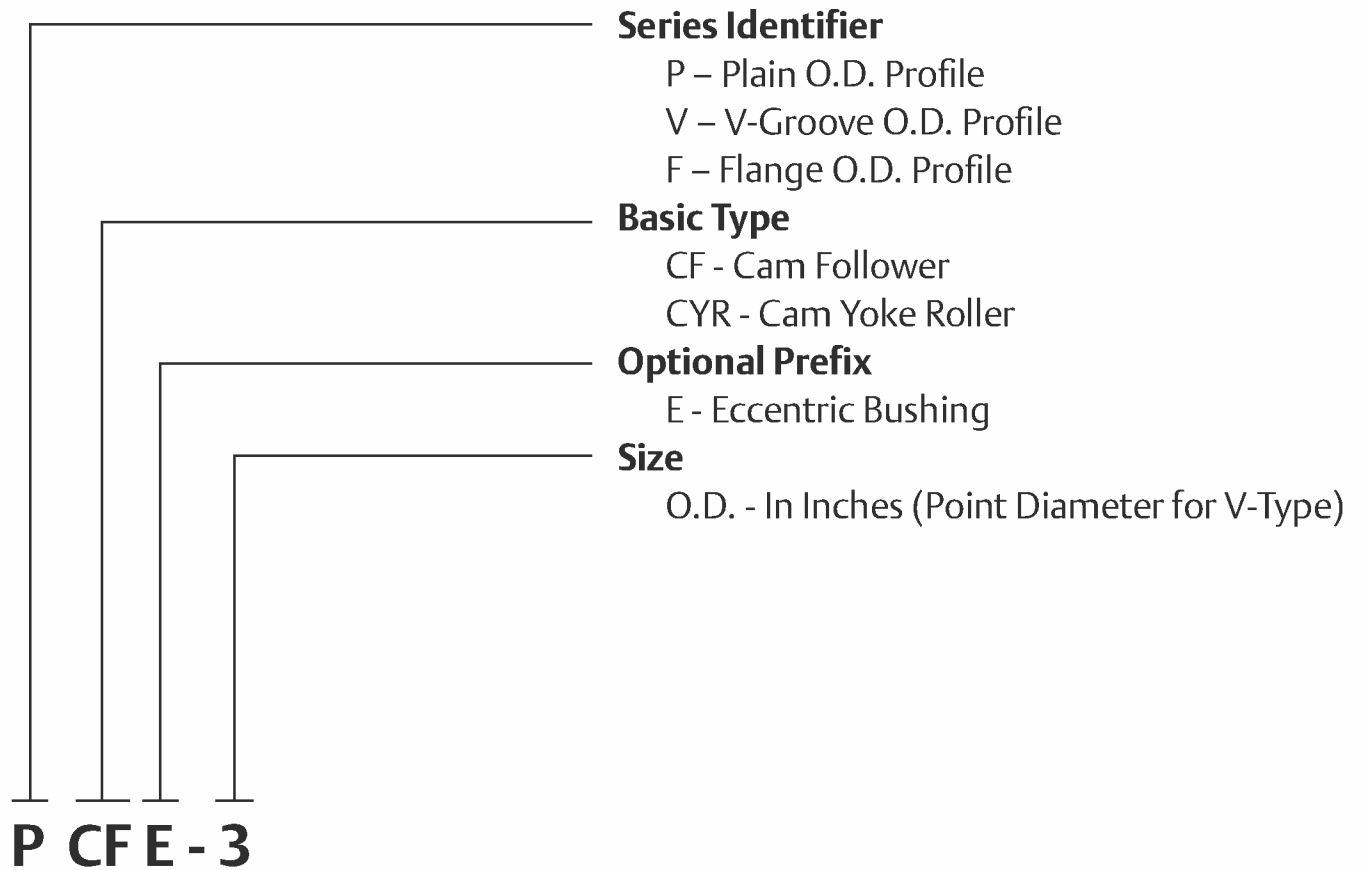 Series Identifier
P – Plain O.D. Profile
V – V-Groove O.D. Profile
F – Flange O.D. Profile
Basic Type
CF - Cam Follower
CYR - Cam Yoke Roller
Optional Prefix
E - Eccentric Bushing
Size
O.D. - In Inches (Point Diameter for V-Type)
P CF E - 3